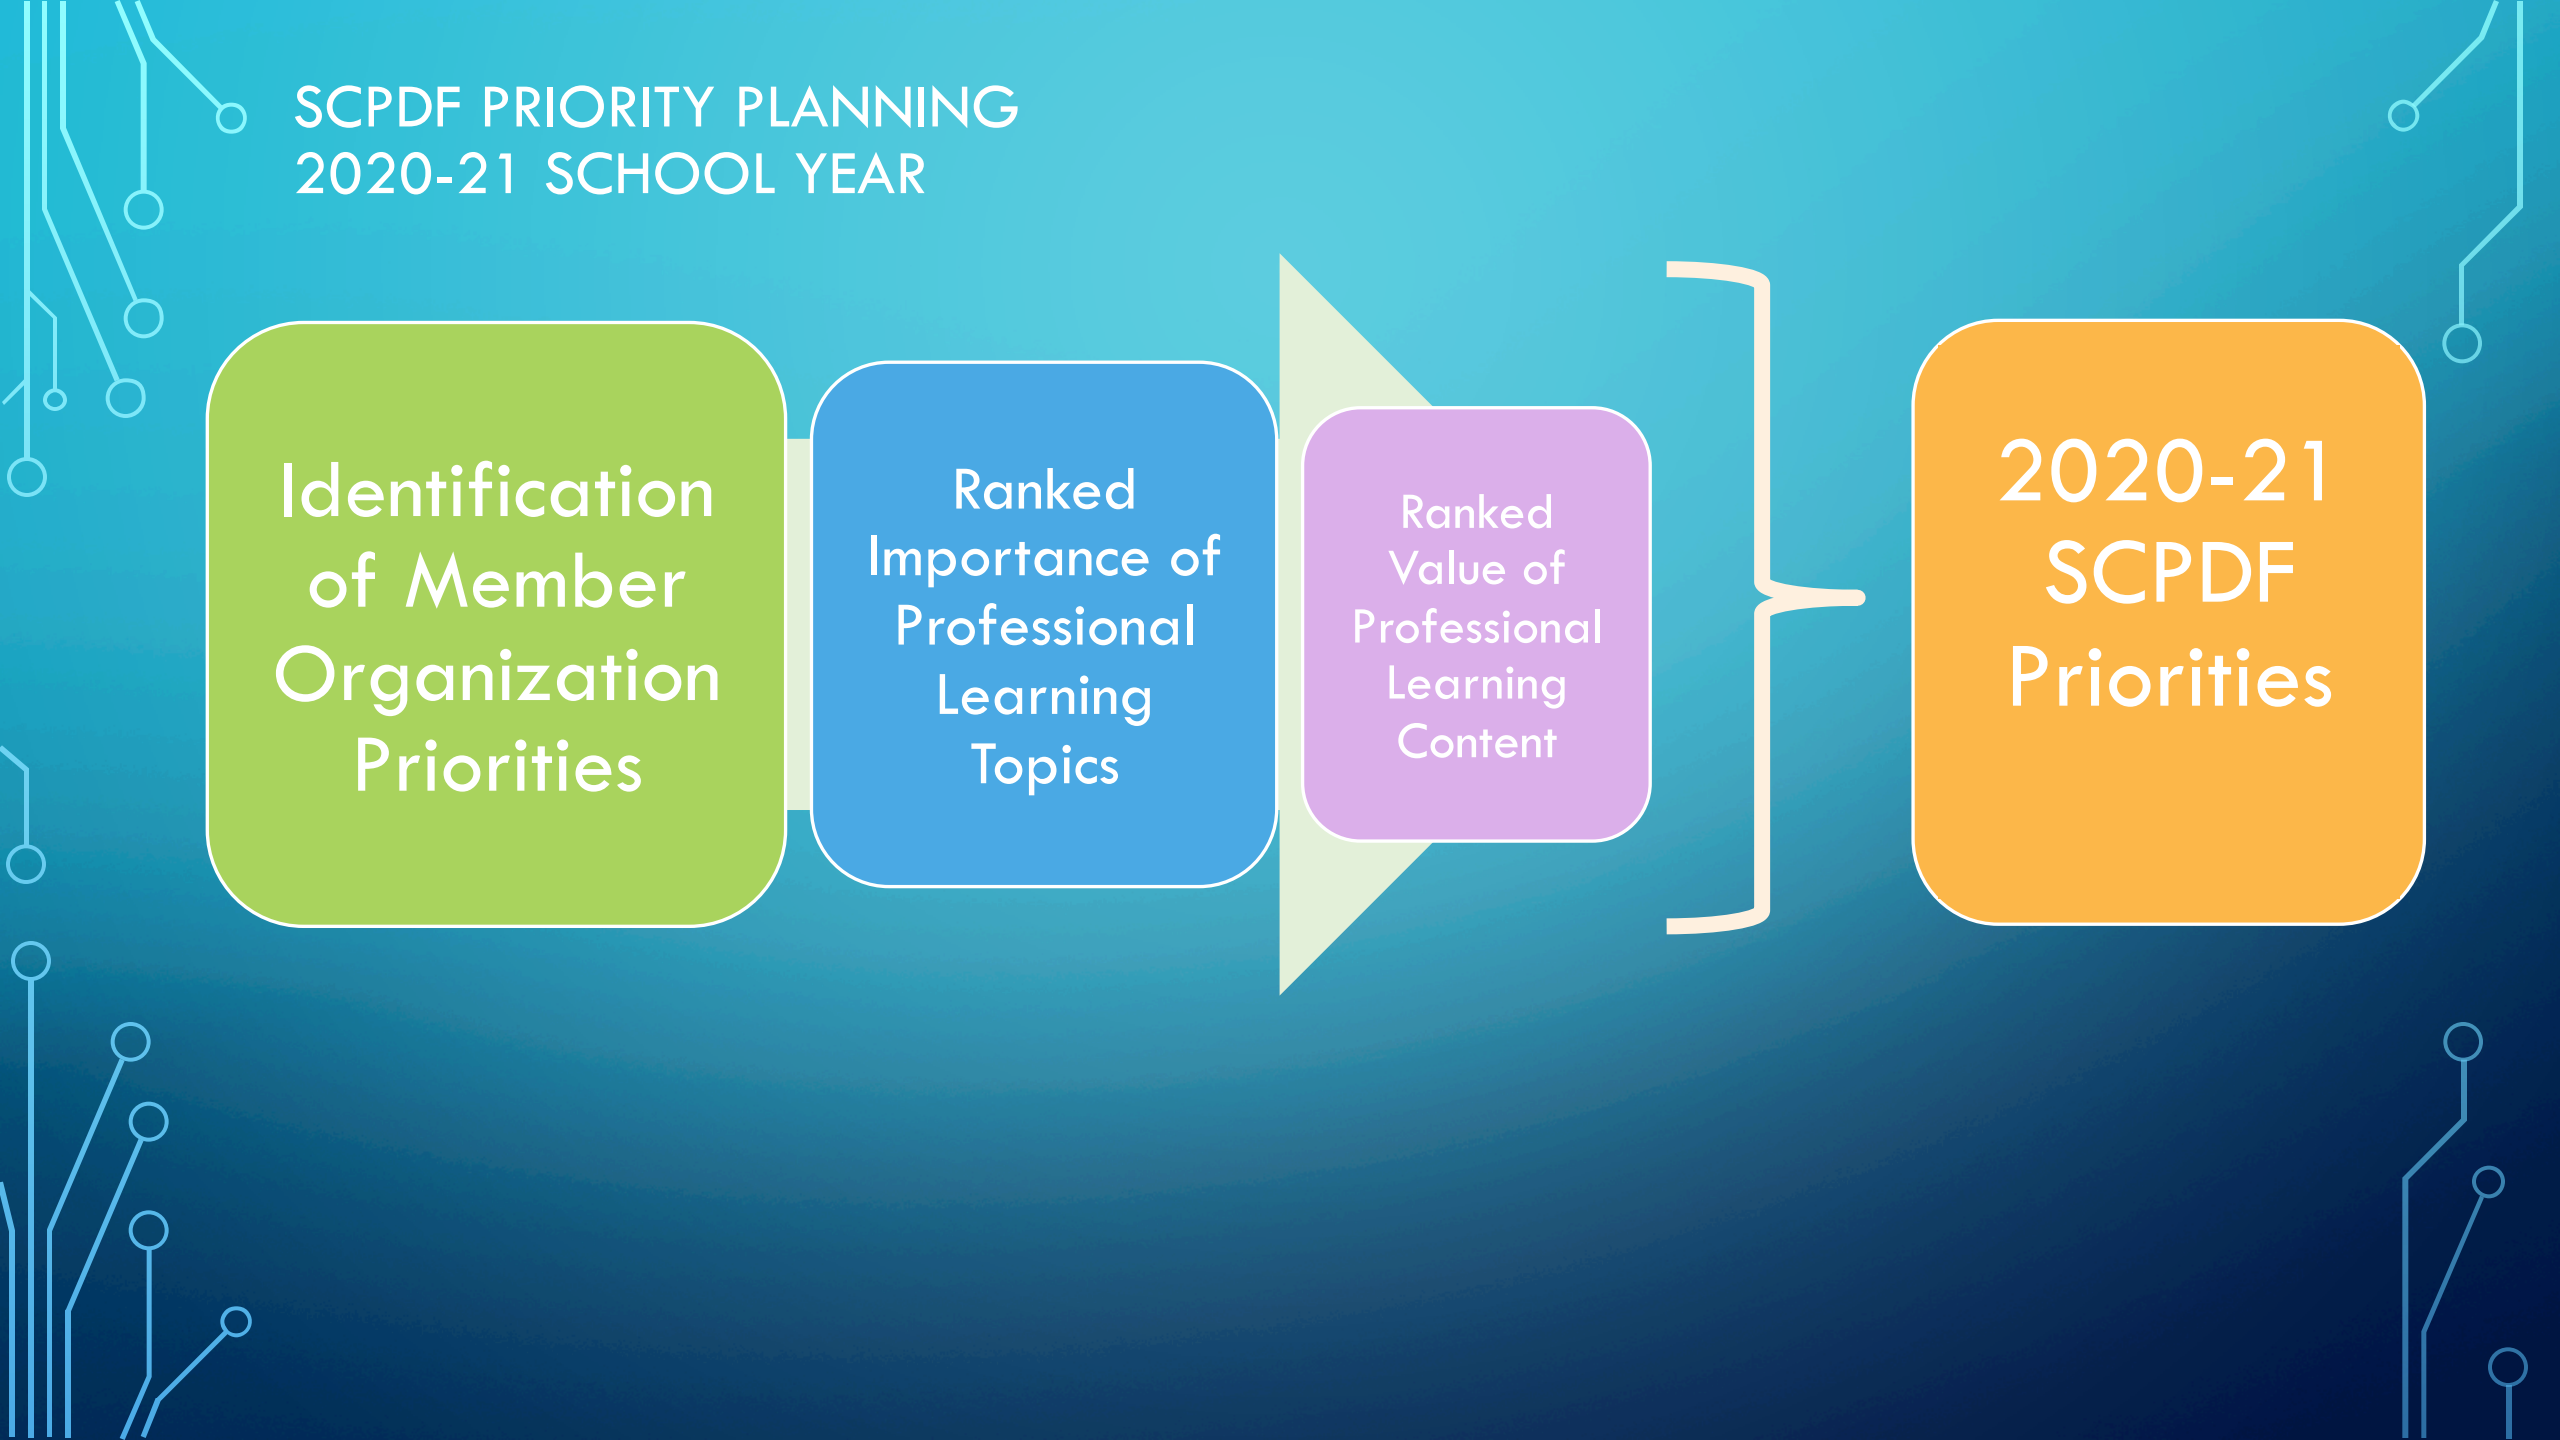 SCPDF PRIORITY PLANNING
2020-21 SCHOOL YEAR
Identification
of Member
Organization
Priorities
Ranked
Importance of
Professional
Learning
Topics
Ranked
Value of
Professional
Learning
Content
2020-21
SCPDF
Priorities